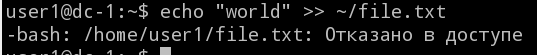 user1@dc-1:~$ echo "world" >> ~/file.txt
-bash: /home/user1/file.txt: Отказано в доступе
user1@dc-1:~$